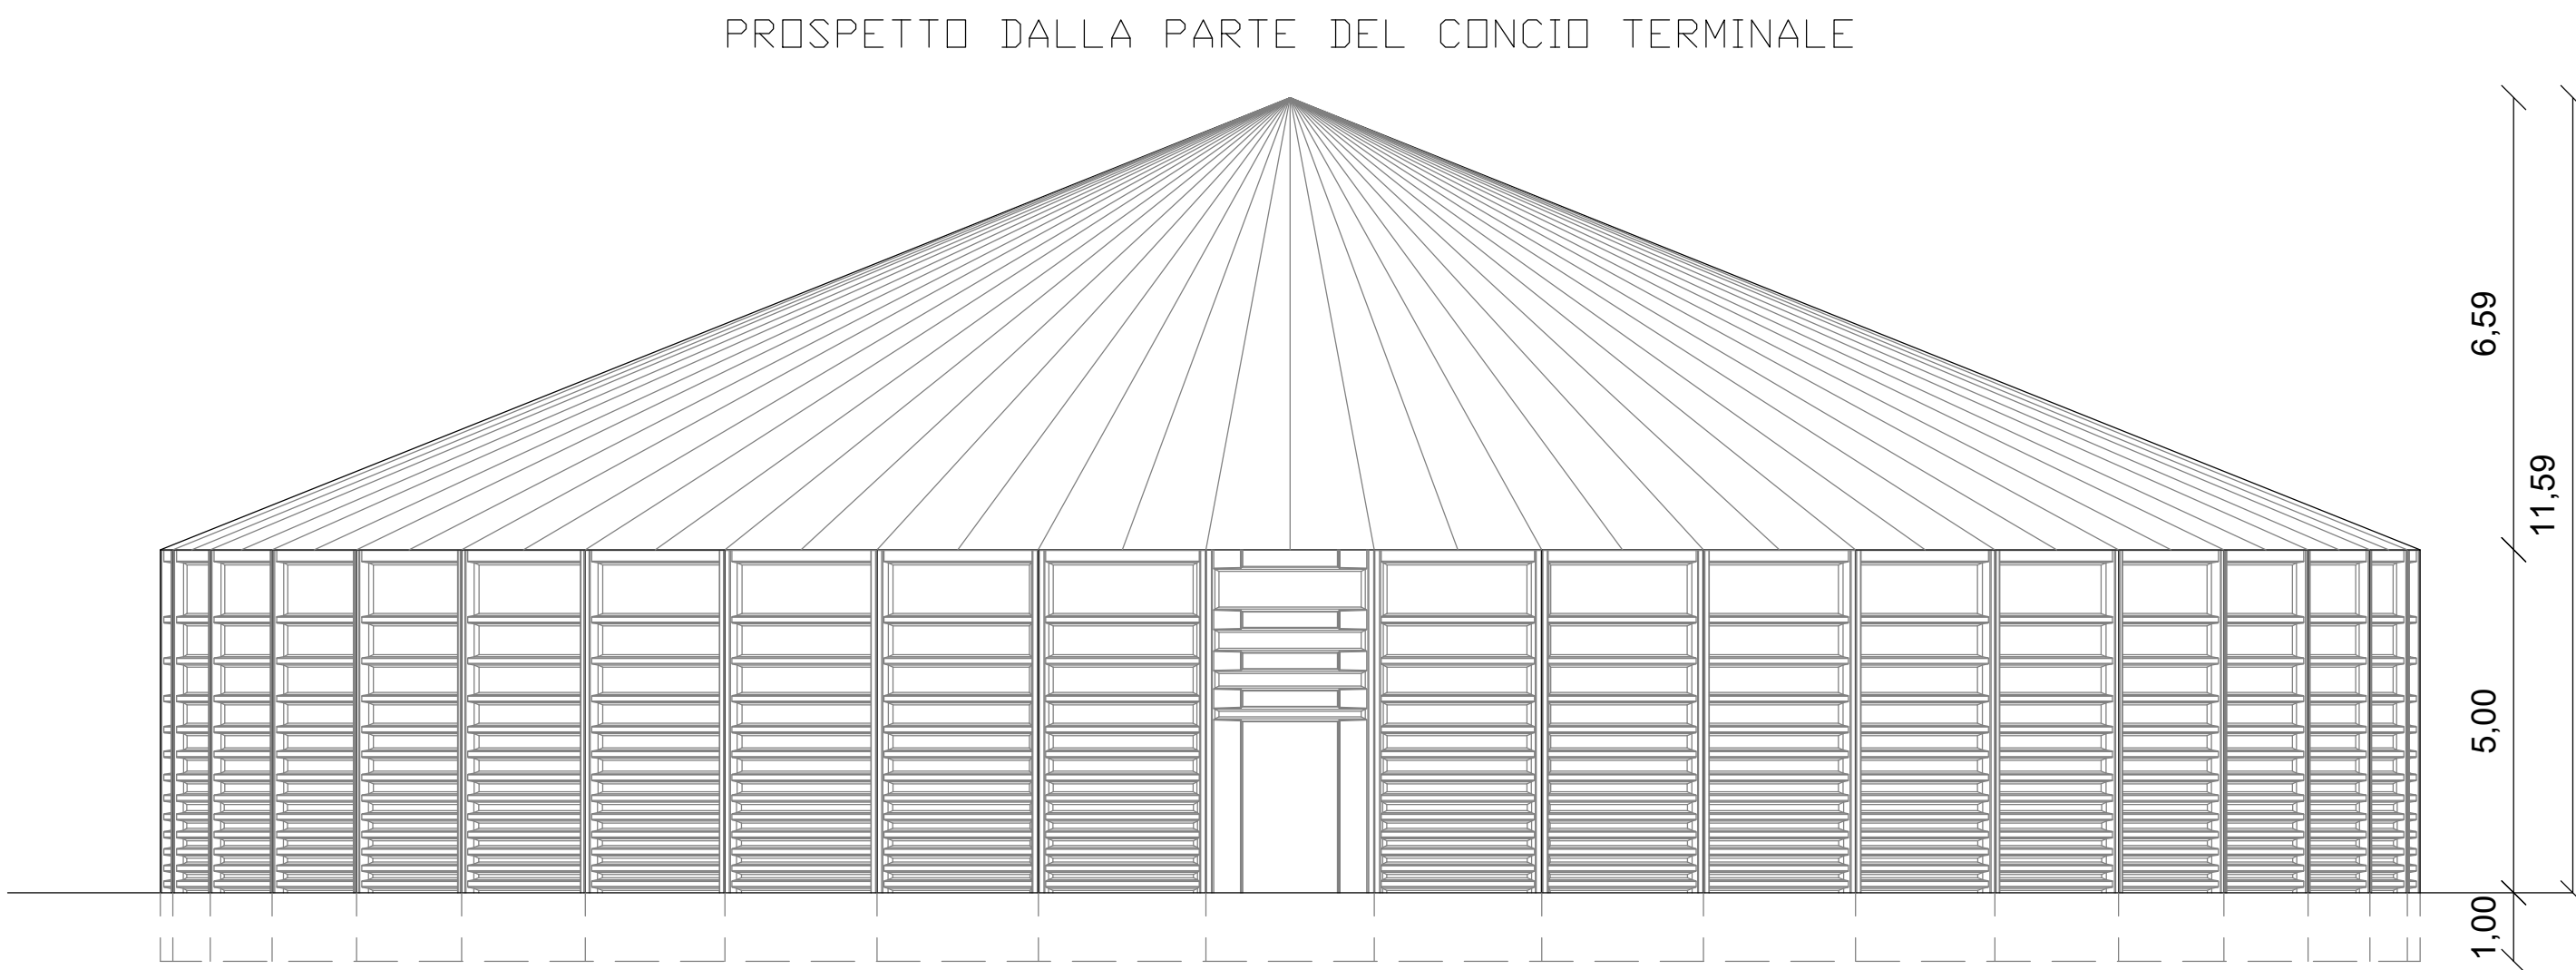 PROSPETTO DALLA PARTE DEL CONCIO TERMINALE
6,59
11,59
5,00
1,00